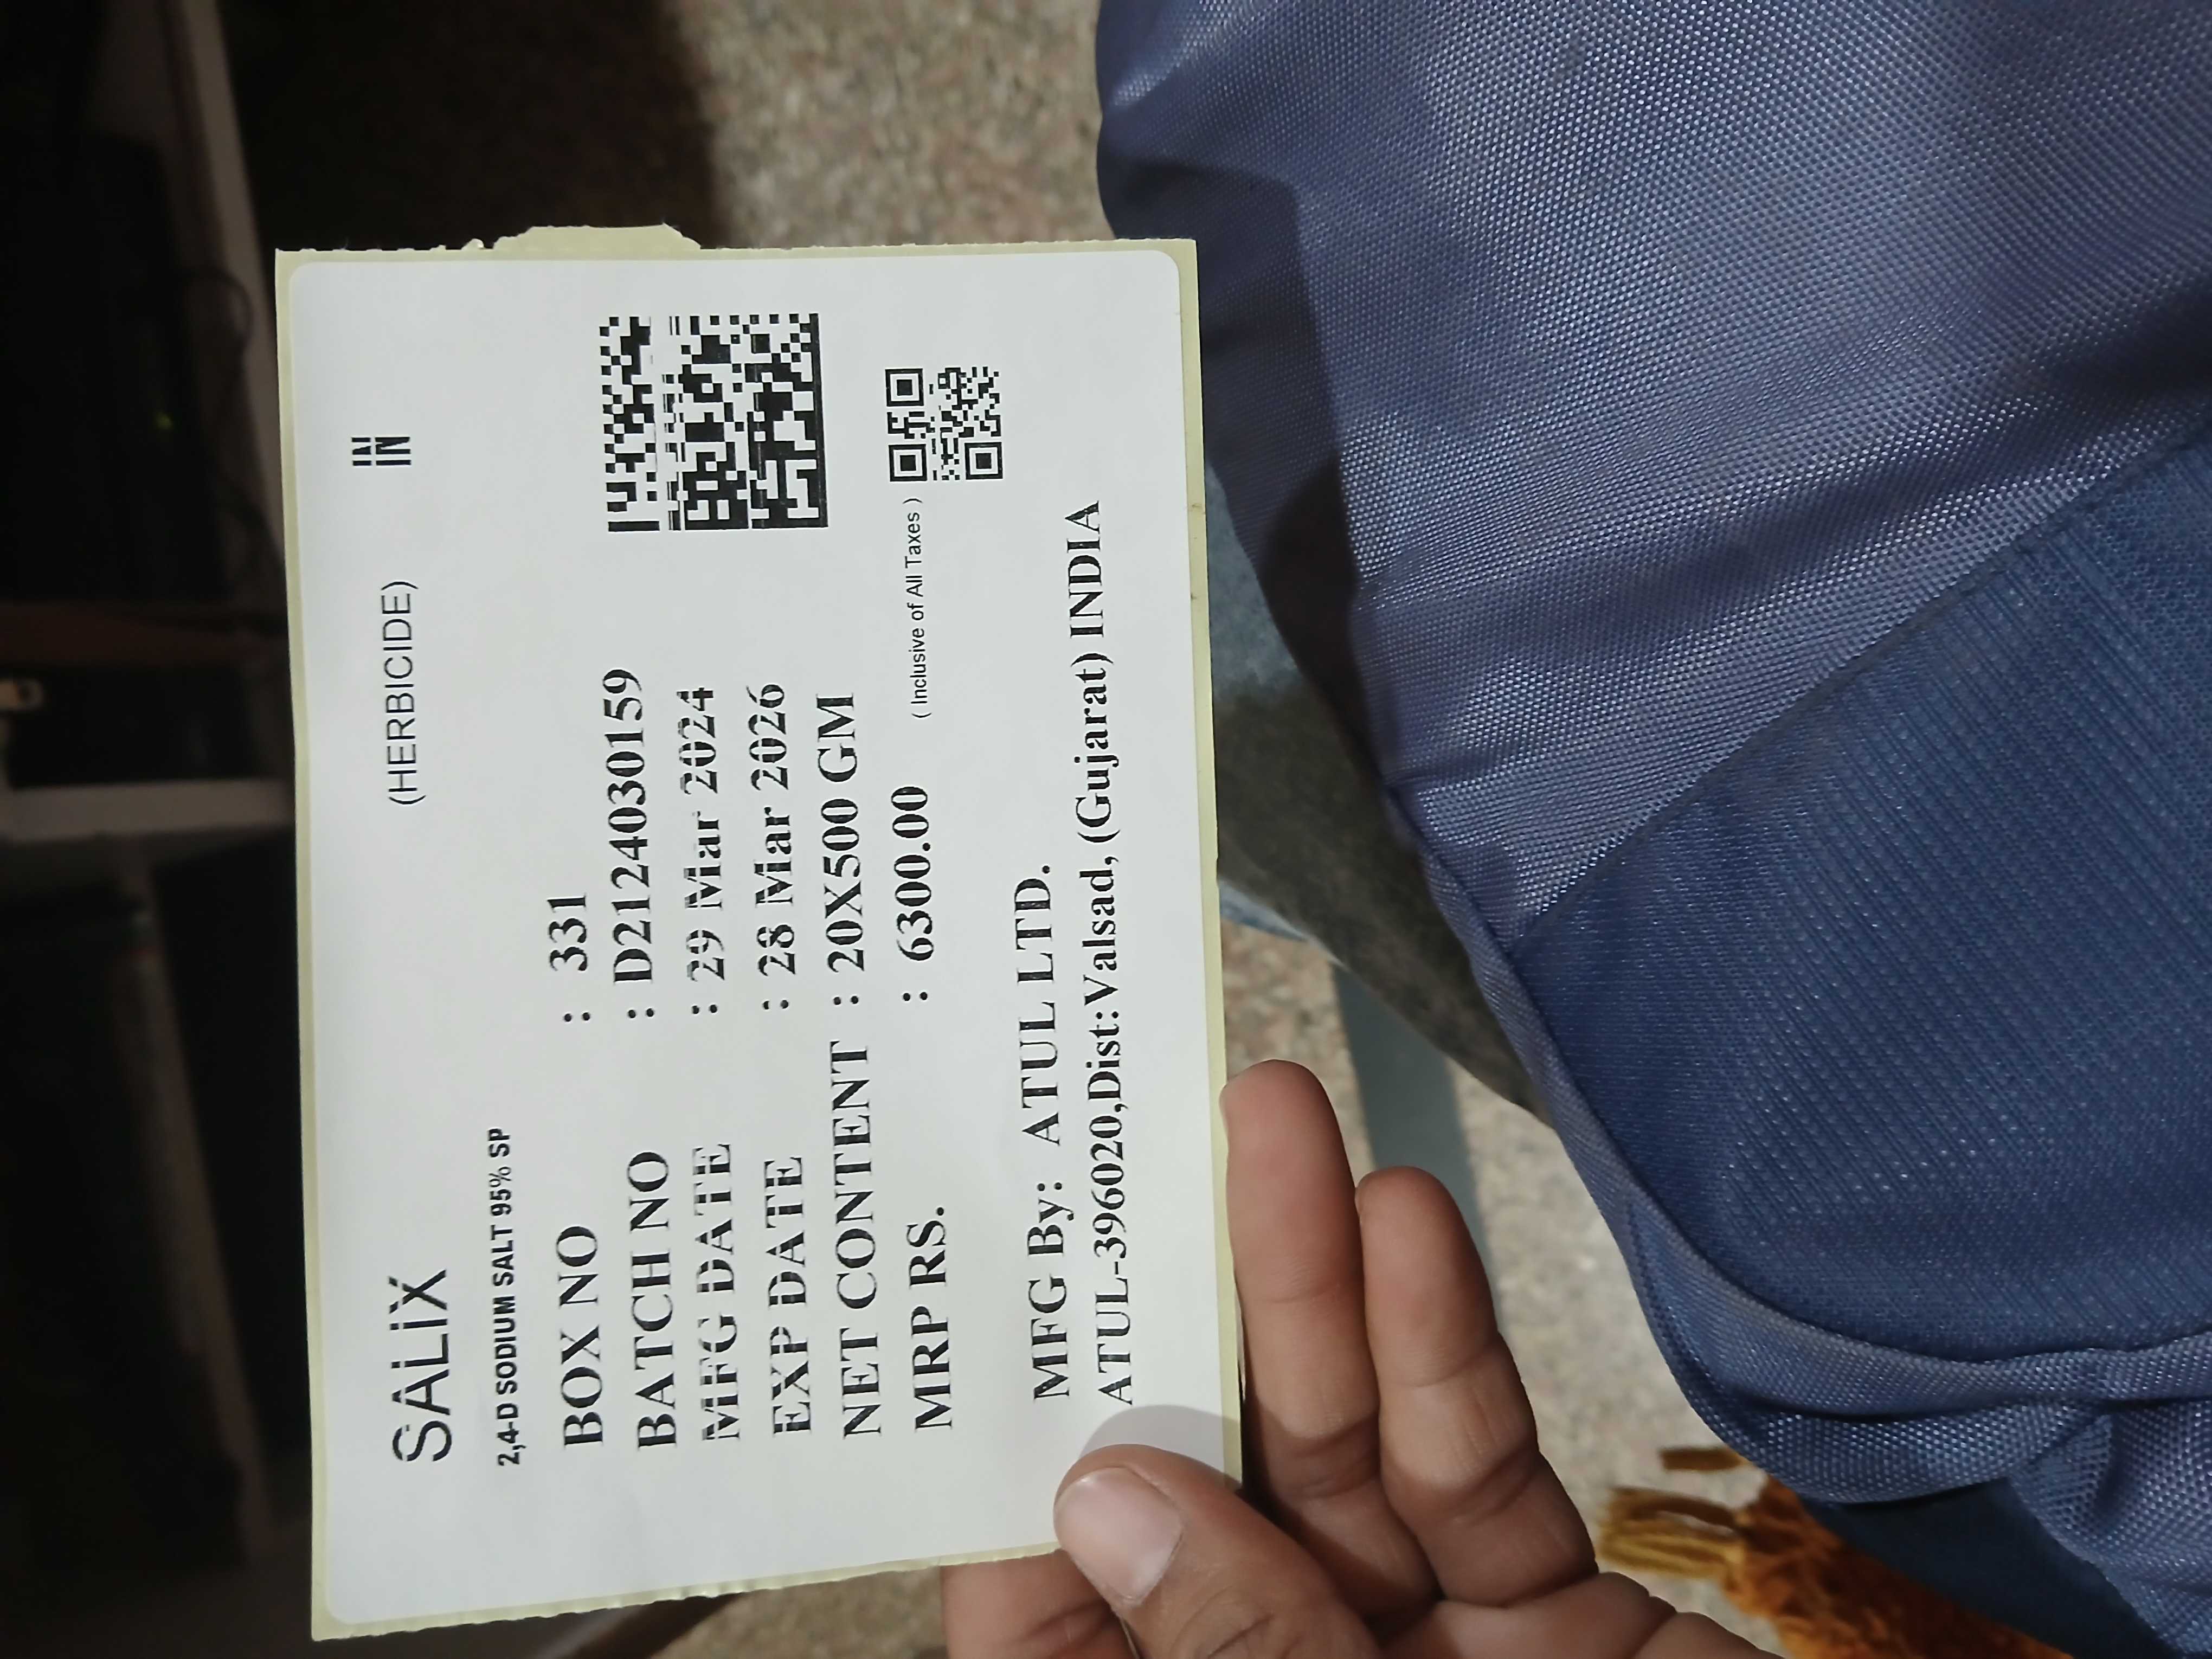 SALIX (HERBICIDE) IN
2,4-D SODIUM SALT 95% SP
BOX NO : 331
BATCH NO : D2124030159
MFG DATE : 29 Mar 2024
EXP DATE : 28 Mar 2026
NET CONTENT : 20X500 GM
MRP RS. : 6300.00 ( Inclusive of All Taxes )
MFG By: ATUL LTD.
ATUL-396020,Dist:Valsad, (Gujarat) INDIA